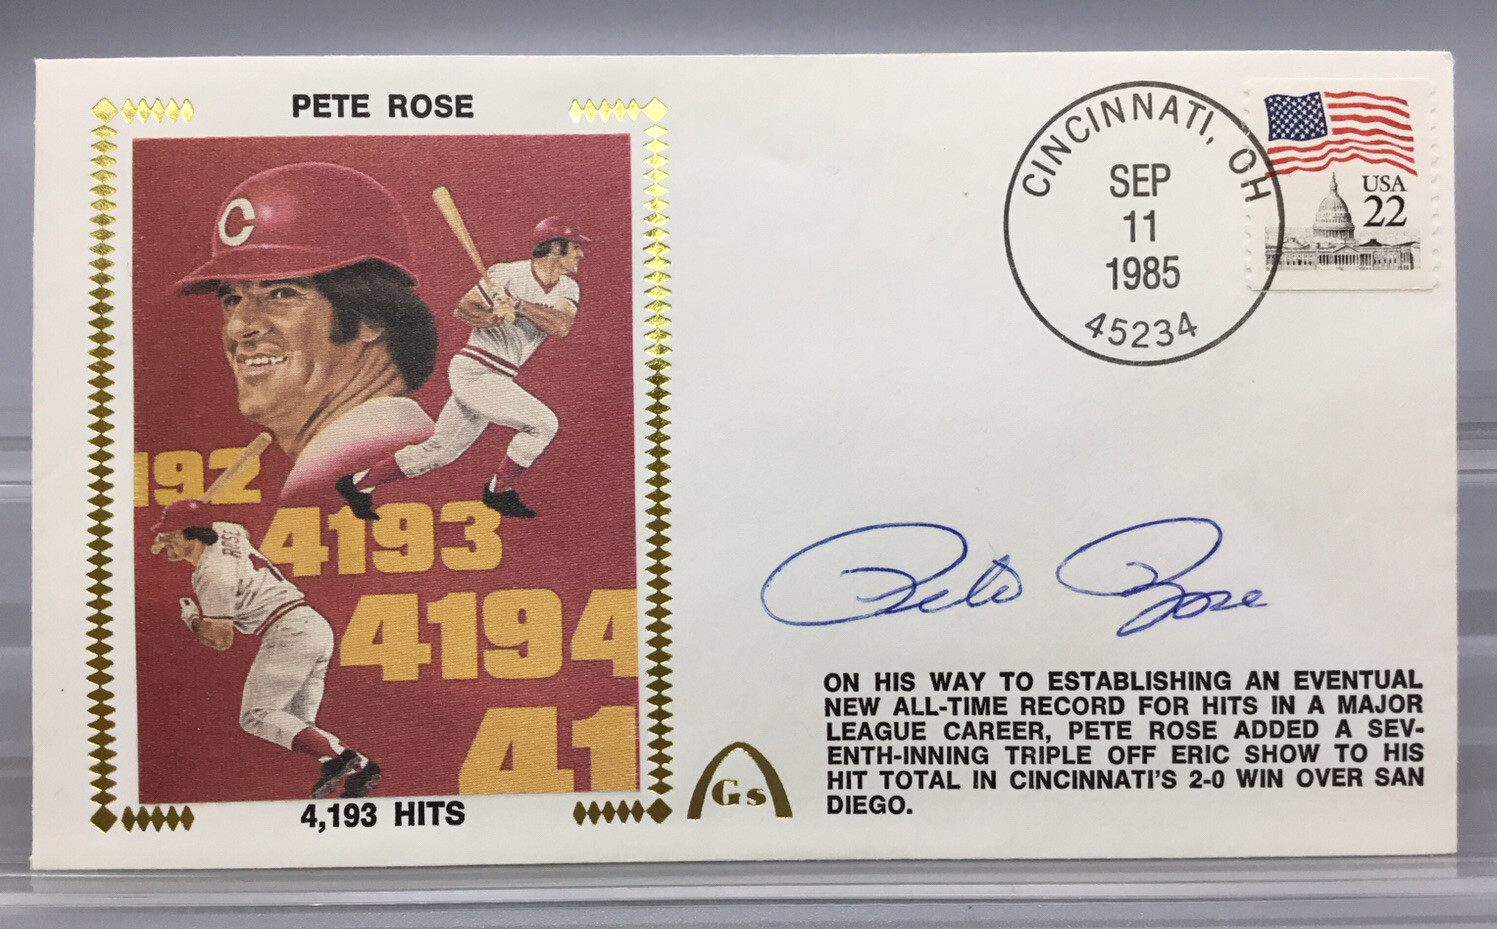 PETE ROSE
C
192
4193
4194
41
ROSE
4,193 HITS
CINCINNATI, OH
SEP
11
1985
45234
USA
22
Pete Rose
Gs
ON HIS WAY TO ESTABLISHING AN EVENTUAL
NEW ALL-TIME RECORD FOR HITS IN A MAJOR
LEAGUE CAREER, PETE ROSE ADDED A SEV-
ENTH-INNING TRIPLE OFF ERIC SHOW TO HIS
HIT TOTAL IN CINCINNATI'S 2-0 WIN OVER SAN
DIEGO.